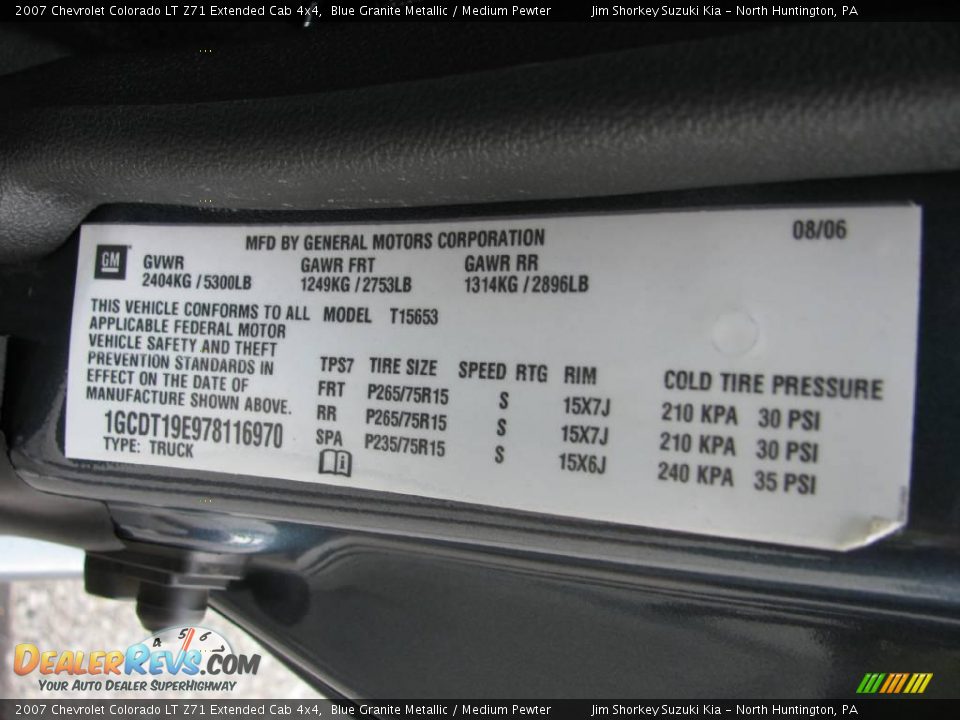 2007 Chevrolet Colorado LT Z71 Extended Cab 4x4, Blue Granite Metallic / Medium Pewter Jim Shorkey Suzuki Kia - North Huntington, PA
MFD BY GENERAL MOTORS CORPORATION 08/06
GM
GVWR GAWR FRT GAWR RR
2404KG / 5300LB 1249KG / 2753LB 1314KG / 2896LB
THIS VEHICLE CONFORMS TO ALL MODEL T15653
APPLICABLE FEDERAL MOTOR
VEHICLE SAFETY AND THEFT
PREVENTION STANDARDS IN
EFFECT ON THE DATE OF
MANUFACTURE SHOWN ABOVE.
1GCDT19E978116970
TYPE: TRUCK
TPS7 TIRE SIZE SPEED RTG RIM COLD TIRE PRESSURE
FRT P265/75R15 S 15X7J 210 KPA 30 PSI
RR P265/75R15 S 15X7J 210 KPA 30 PSI
SPA P235/75R15 S 15X6J 240 KPA 35 PSI
4 5 6
DEALERREVS.COM
YOUR AUTO DEALER SUPERHIGHWAY
2007 Chevrolet Colorado LT Z71 Extended Cab 4x4, Blue Granite Metallic / Medium Pewter Jim Shorkey Suzuki Kia - North Huntington, PA